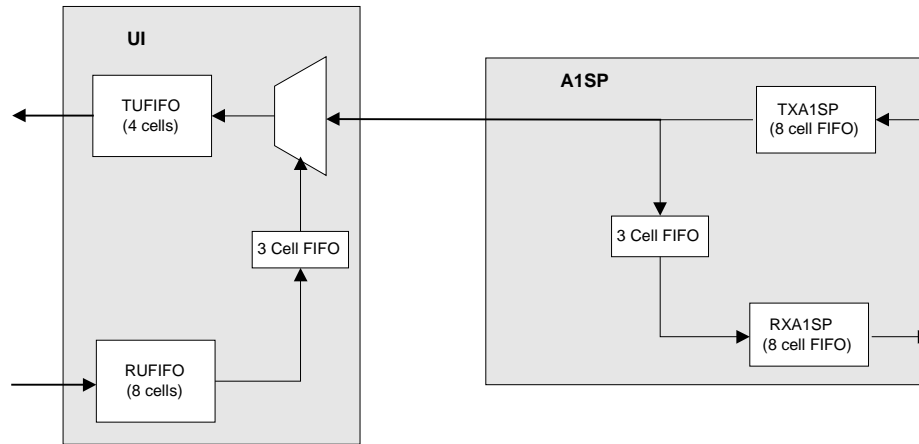 UI
TUFIFO
(4 cells)
3 Cell FIFO
RUFIFO
(8 cells)
A1SP
TXA1SP
(8 cell FIFO)
3 Cell FIFO
RXA1SP
(8 cell FIFO)